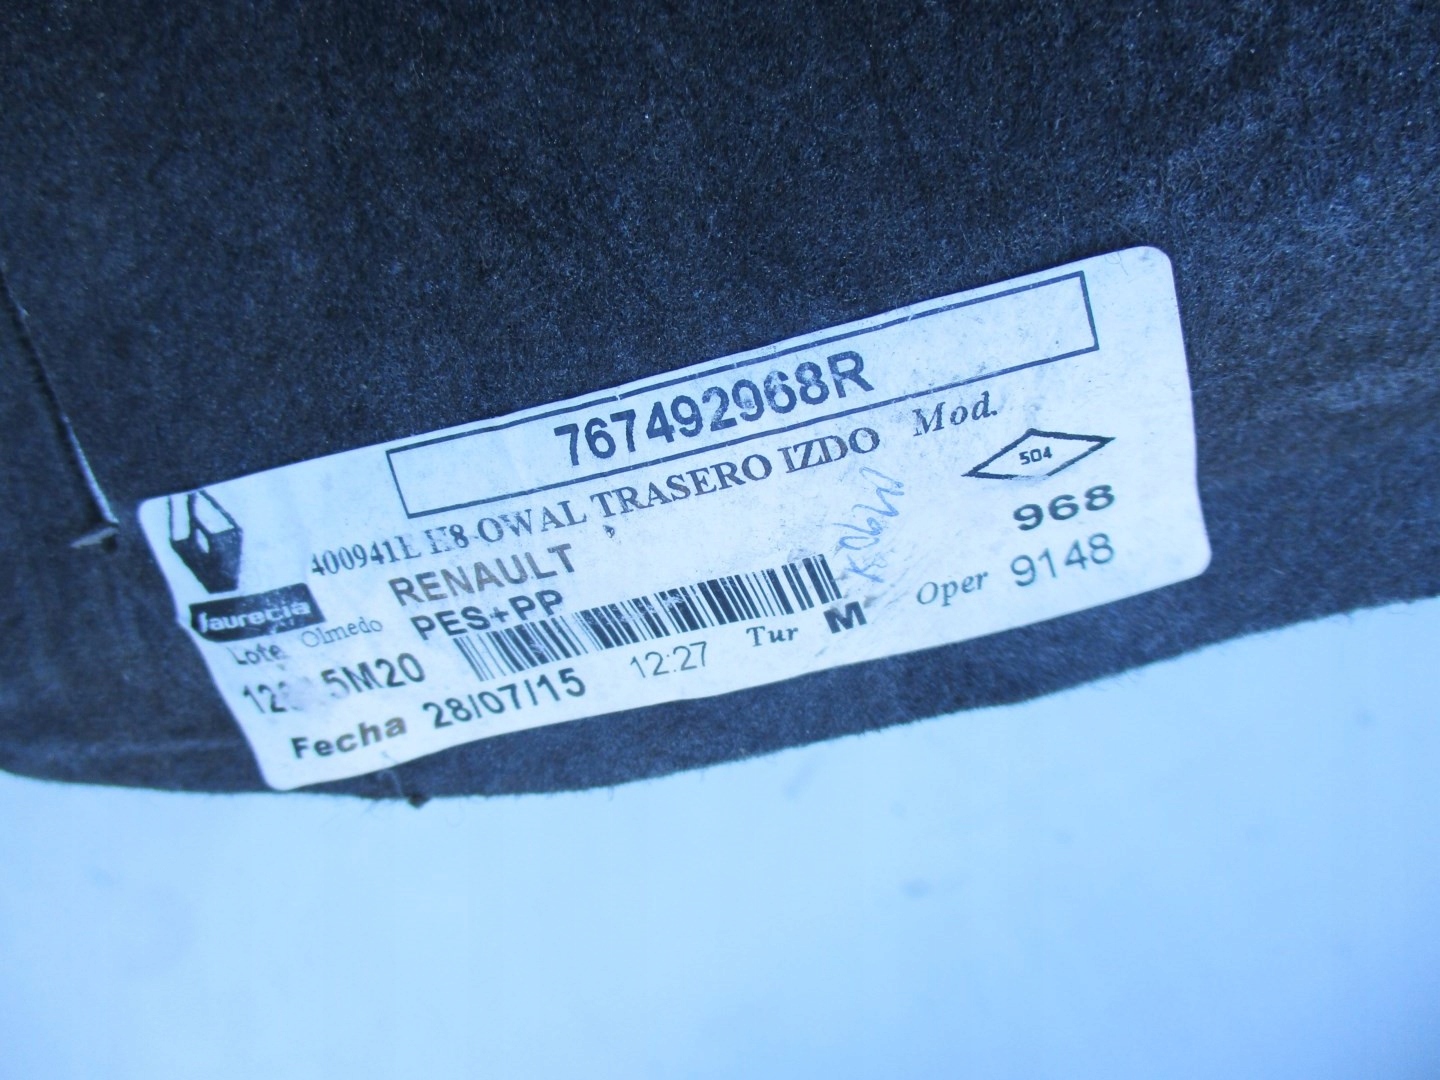 767492968R
400941E H8-OWAL TRASERO IZDO Mod.
504
RENAULT 968
faurecia
Olmedo PES+PP
Lote Oper 9148
5M20 12:27 Tur M
Fecha 28/07/15